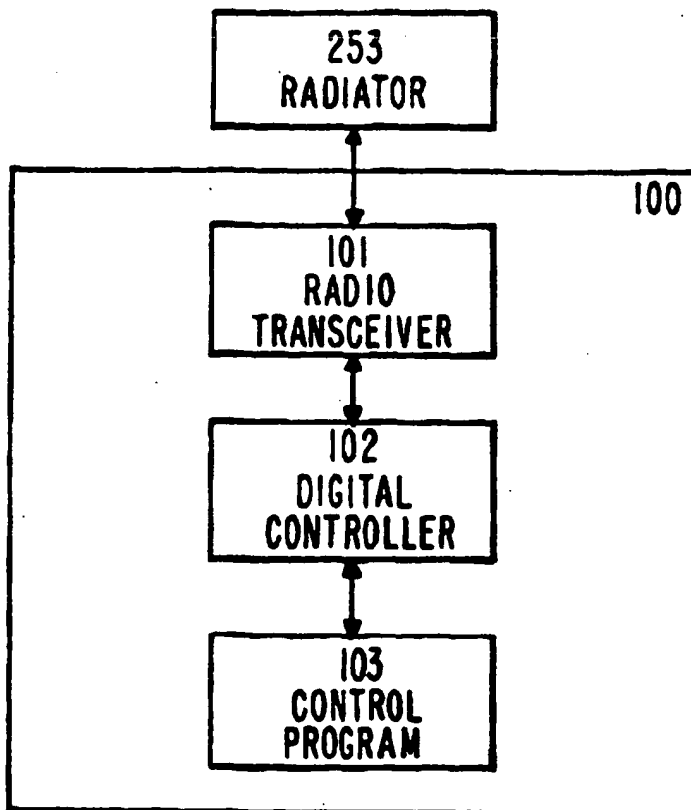 253
RADIATOR
100
101
RADIO
TRANSCEIVER
102
DIGITAL
CONTROLLER
103
CONTROL
PROGRAM